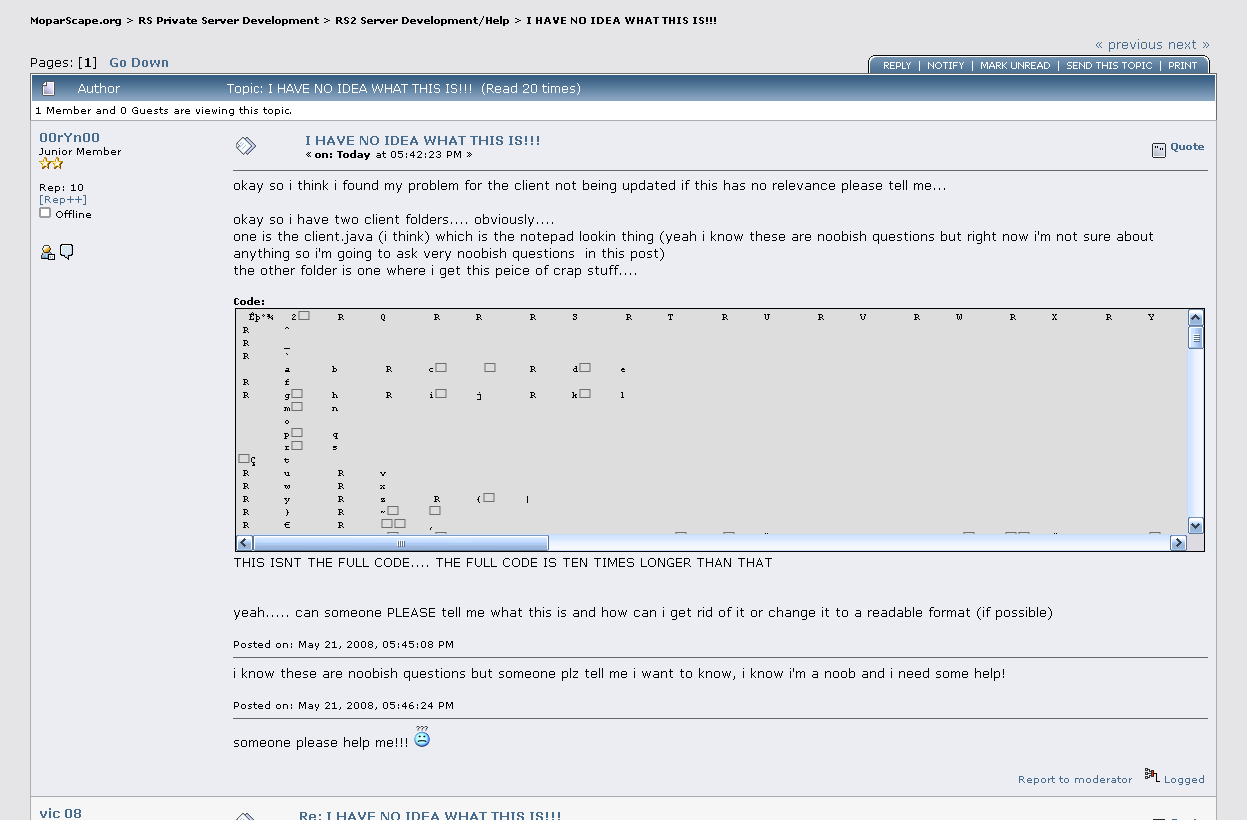 MoparScape.org > RS Private Server Development > RS2 Server Development/Help > I HAVE NO IDEA WHAT THIS IS!!!
« previous next »
Pages: [1] Go Down
REPLY | NOTIFY | MARK UNREAD | SEND THIS TOPIC | PRINT
Author Topic: I HAVE NO IDEA WHAT THIS IS!!! (Read 20 times)
1 Member and 0 Guests are viewing this topic.
00rYn00
Junior Member
Rep: 10
[Rep++]
Offline
I HAVE NO IDEA WHAT THIS IS!!!
« on: Today at 05:42:23 PM »
Quote
okay so i think i found my problem for the client not being updated if this has no relevance please tell me...
okay so i have two client folders.... obviously....
one is the client.java (i think) which is the notepad lookin thing (yeah i know these are noobish questions but right now i'm not sure about
anything so i'm going to ask very noobish questions in this post)
the other folder is one where i get this peice of crap stuff....
Code:
Êþº¾ 2 R Q R R R S R T R U R V R W R X R Y
R ^
R _
R `
a b R c R d e
R f
R g h R i j R k l
m n
o
p q
r s
ç t
R u R v
R w R x
R y R z R { |
R } R ~
R € R ‚
THIS ISNT THE FULL CODE.... THE FULL CODE IS TEN TIMES LONGER THAN THAT
yeah..... can someone PLEASE tell me what this is and how can i get rid of it or change it to a readable format (if possible)
Posted on: May 21, 2008, 05:45:08 PM
i know these are noobish questions but someone plz tell me i want to know, i know i'm a noob and i need some help!
Posted on: May 21, 2008, 05:46:24 PM
someone please help me!!! ???
Report to moderator Logged
vic 08
Re: I HAVE NO IDEA WHAT THIS IS!!!